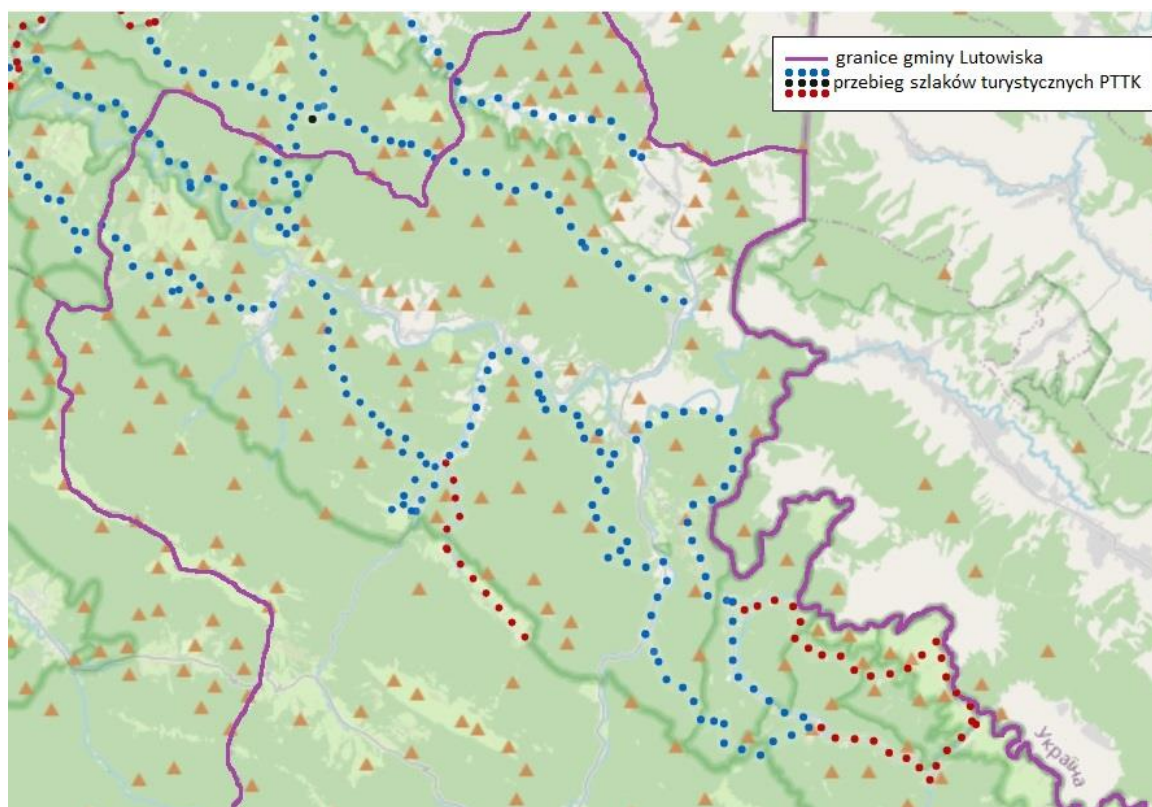 granice gminy Lutowiska
przebieg szlaków turystycznych PTTK
Україна